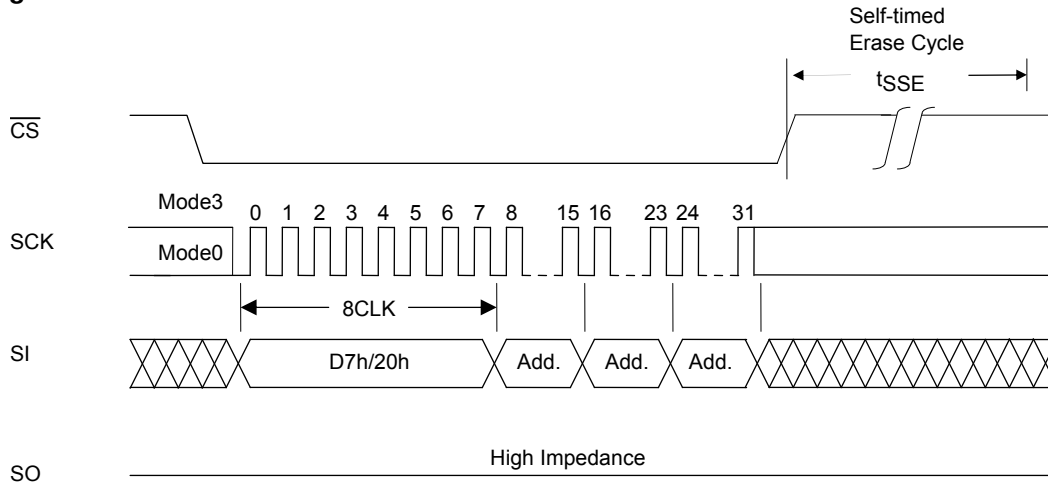 Self-timed
Erase Cycle
tSSE
CS
Mode3
0 1 2 3 4 5 6 7 8 15 16 23 24 31
SCK
Mode0
8CLK
SI
D7h/20h Add. Add. Add.
High Impedance
SO